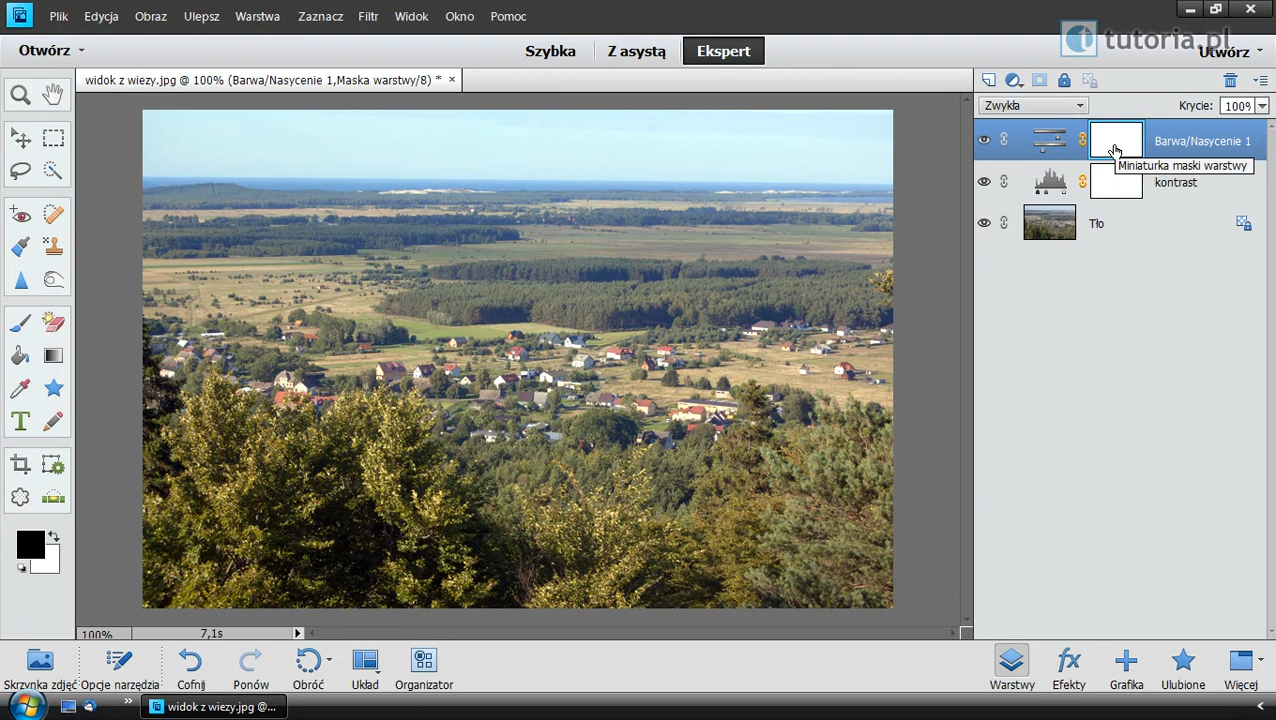 Plik Edycja Obraz Ulepsz Warstwa Zaznacz Filtr Widok Okno Pomoc
t tutoria.pl
Otwórz Szybka Z asystą Ekspert Utwórz
widok z wiezy.jpg @ 100% (Barwa/Nasycenie 1,Maska warstwy/8) * ×
Zwykła Krycie: 100%
Barwa/Nasycenie 1
Miniaturka maski warstwy
kontrast
Tło
T
100% 7,1s
fx
Skrzynka zdjęć Opcje narzędzia Cofnij Ponów Obróć Układ Organizator Warstwy Efekty Grafika Ulubione Więcej
» widok z wiezy.jpg @...